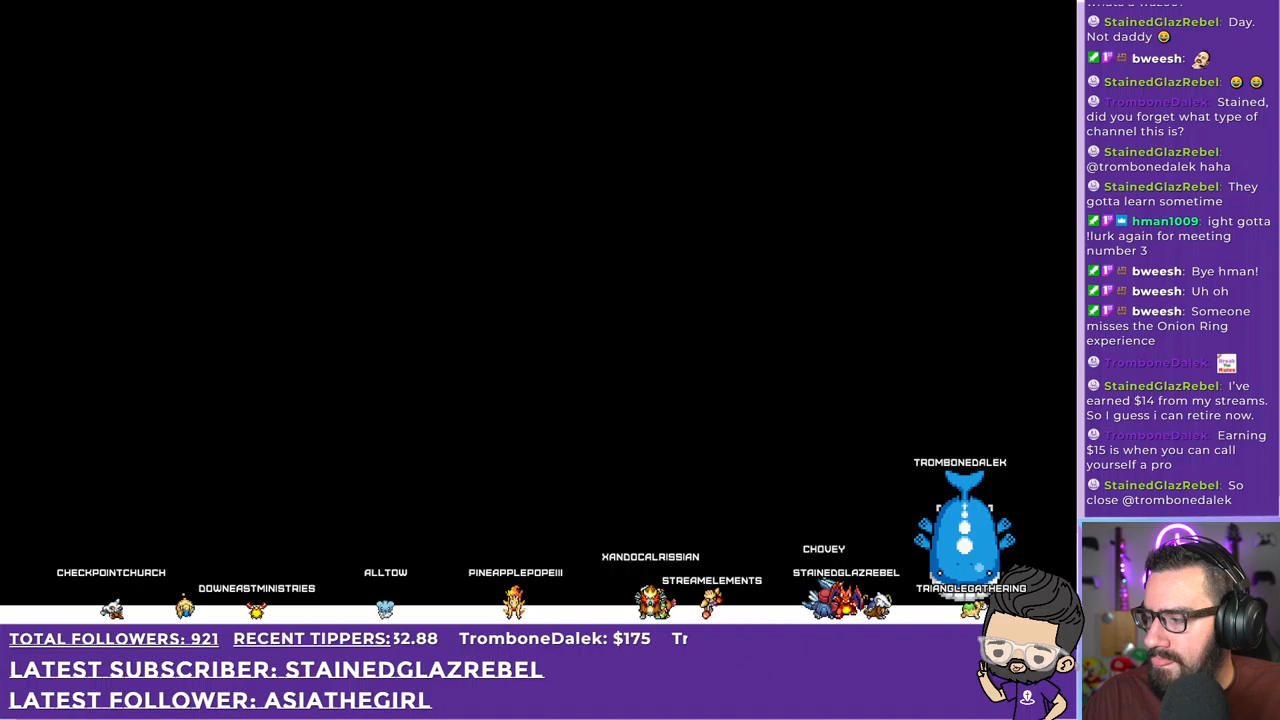 StainedGlazRebel: Day.
Not daddy
bweesh:
StainedGlazRebel:
TromboneDalek: Stained,
did you forget what type of
channel this is?
StainedGlazRebel:
@trombonedalek haha
StainedGlazRebel: They
gotta learn sometime
hman1009: ight gotta
!lurk again for meeting
number 3
bweesh: Bye hman!
bweesh: Uh oh
bweesh: Someone
misses the Onion Ring
experience
TromboneDalek:
StainedGlazRebel: I've
earned $14 from my streams.
So I guess i can retire now.
TromboneDalek: Earning
$15 is when you can call
yourself a pro
StainedGlazRebel: So
close @trombonedalek
TROMBONEDALEK
CHOVEY
XANDOCALRISSIAN
CHECKPOINTCHURCH
ALLTOW
PINEAPPLEPOPEIII
STREAMELEMENTS
STAINEDGLAZREBEL
DOWNEASTMINISTRIES
TRIANGLEGATHERING
TOTAL FOLLOWERS: 921 RECENT TIPPERS: 32.88 TromboneDalek: $175 Tr
LATEST SUBSCRIBER: STAINEDGLAZREBEL
LATEST FOLLOWER: ASIATHEGIRL